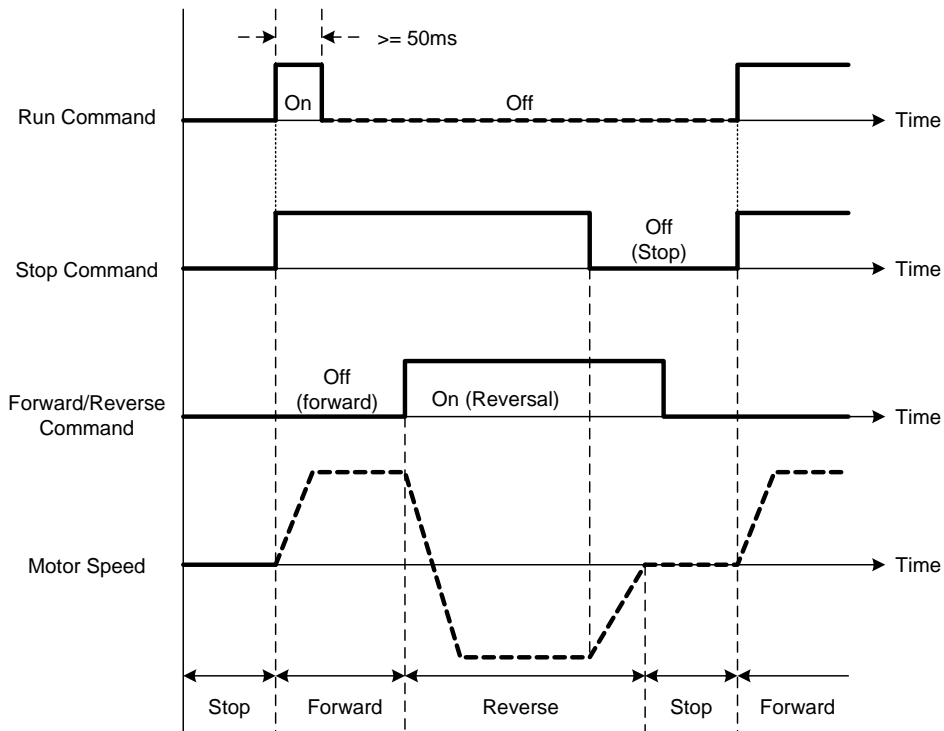 >= 50ms
On
Off
Run Command
Time
Off
(Stop)
Stop Command
Time
Off
(forward)
On (Reversal)
Forward/Reverse
Command
Time
Motor Speed
Time
Stop
Forward
Reverse
Stop
Forward